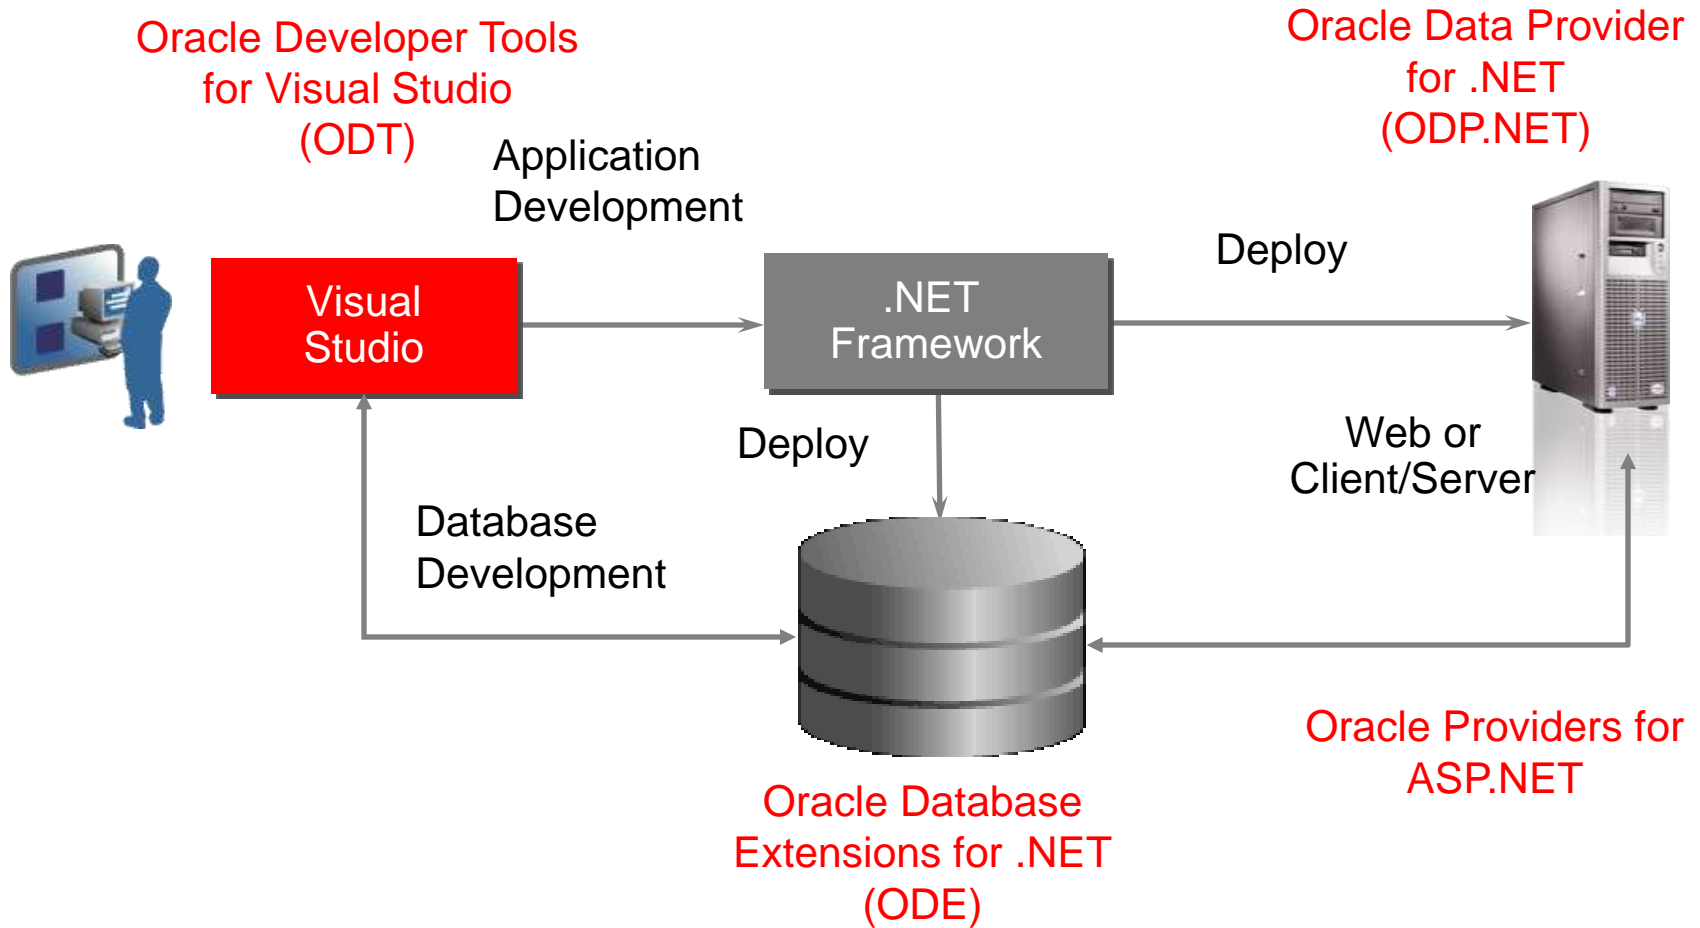 Oracle Developer Tools
for Visual Studio
(ODT)
Oracle Data Provider
for .NET
(ODP.NET)
Application
Development
Deploy
Visual
Studio
.NET
Framework
Deploy
Web or
Client/Server
Database
Development
Oracle Providers for
ASP.NET
Oracle Database
Extensions for .NET
(ODE)